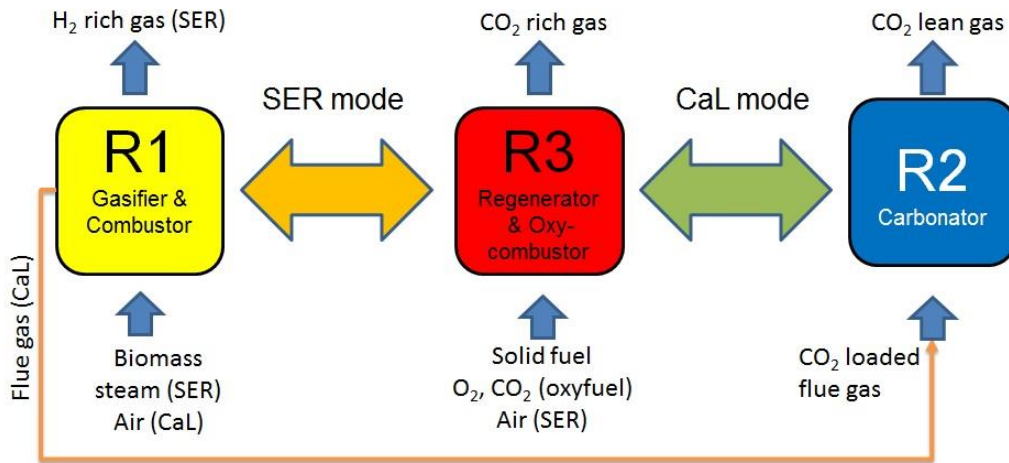 H₂ rich gas (SER)
CO₂ rich gas
CO₂ lean gas
SER mode
CaL mode
R1
Gasifier &
Combustor
R3
Regenerator
& Oxy-
combustor
R2
Carbonator
Flue gas (CaL)
Biomass
steam (SER)
Air (CaL)
Solid fuel
O₂, CO₂ (oxyfuel)
Air (SER)
CO₂ loaded
flue gas